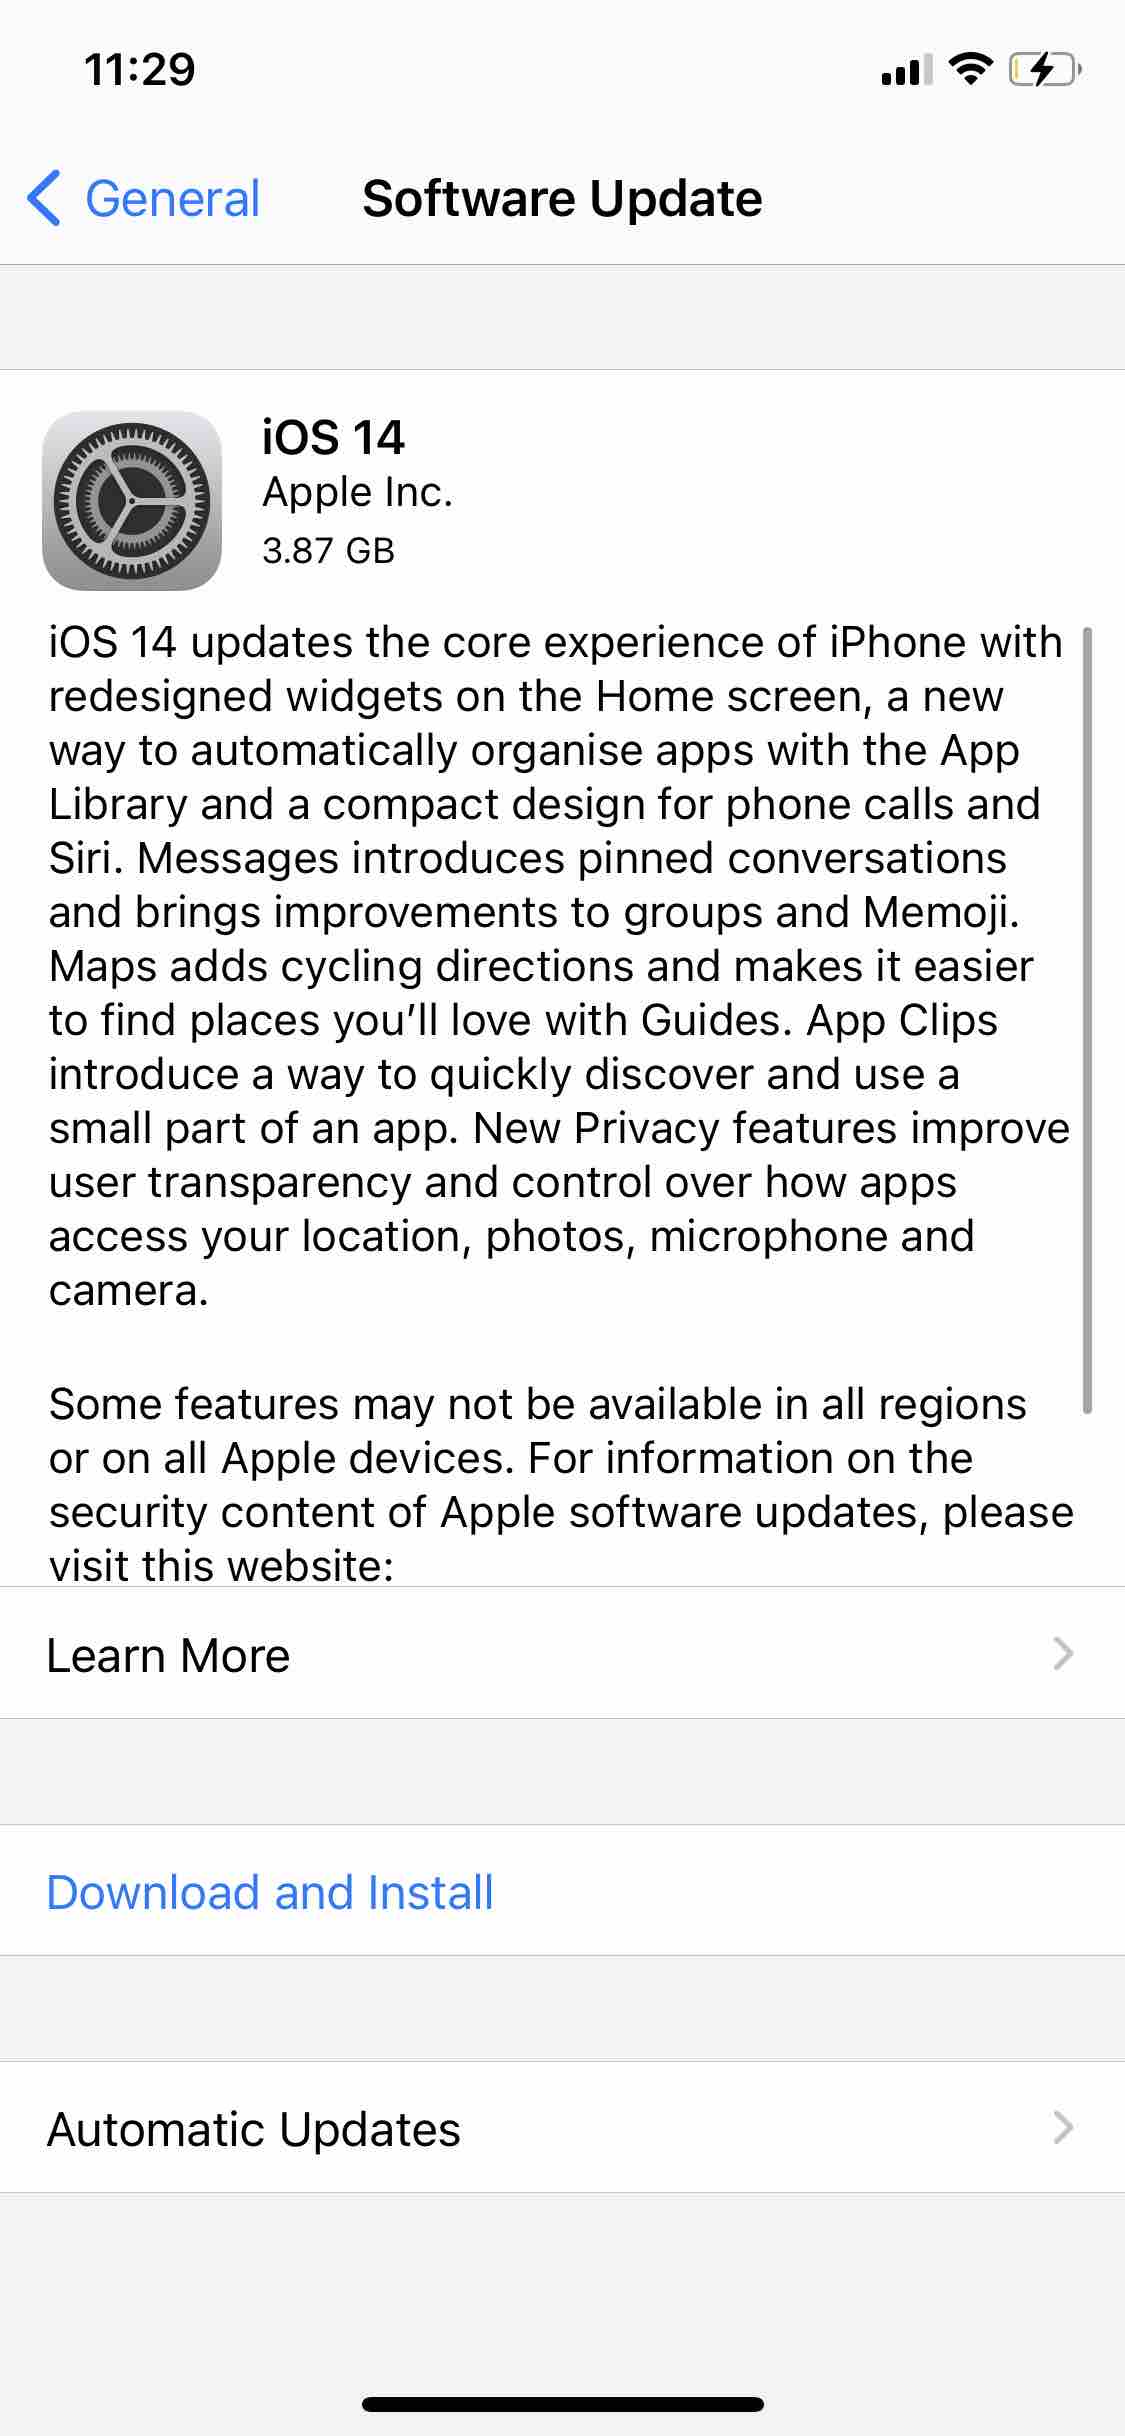 11:29
General
Software Update
iOS 14
Apple Inc.
3.87 GB
iOS 14 updates the core experience of iPhone with
redesigned widgets on the Home screen, a new
way to automatically organise apps with the App
Library and a compact design for phone calls and
Siri. Messages introduces pinned conversations
and brings improvements to groups and Memoji.
Maps adds cycling directions and makes it easier
to find places you’ll love with Guides. App Clips
introduce a way to quickly discover and use a
small part of an app. New Privacy features improve
user transparency and control over how apps
access your location, photos, microphone and
camera.
Some features may not be available in all regions
or on all Apple devices. For information on the
security content of Apple software updates, please
visit this website:
Learn More
Download and Install
Automatic Updates